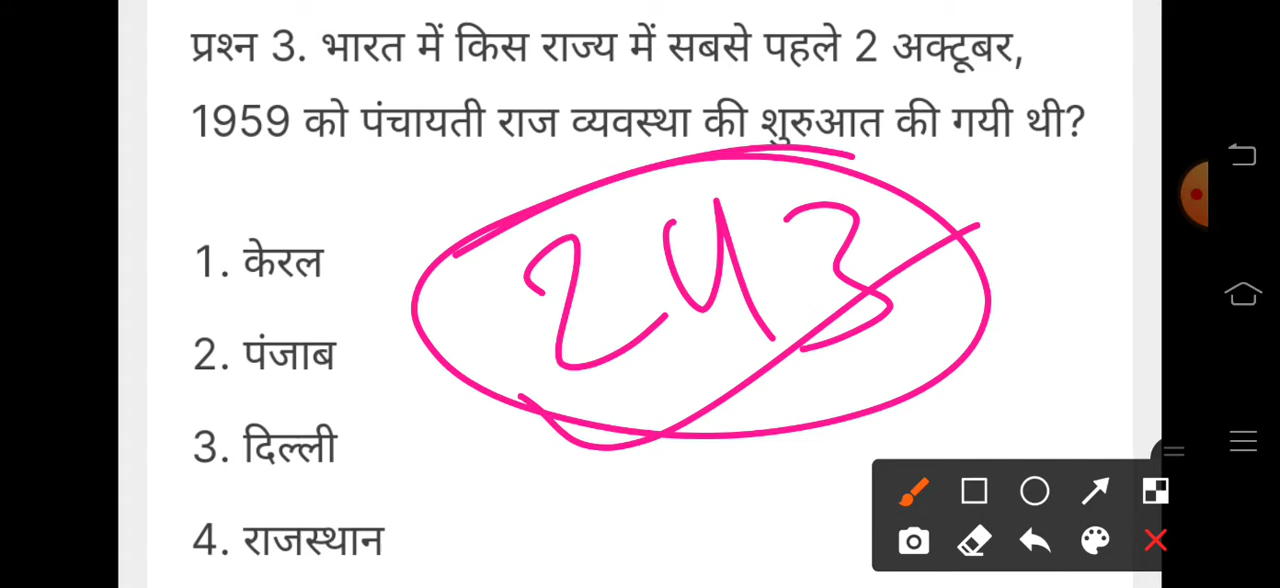 प्रश्न 3. भारत में किस राज्य में सबसे पहले 2 अक्टूबर,
1959 को पंचायती राज व्यवस्था की शुरुआत की गयी थी?
243
1. केरल
2. पंजाब
3. दिल्ली
4. राजस्थान